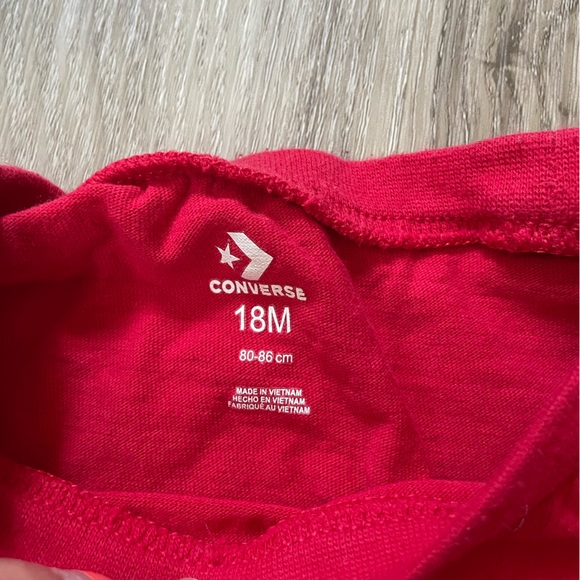 CONVERSE
18M
80-86 cm
MADE IN VIETNAM
HECHO EN VIETNAM
FABRIQUÉ AU VIETNAM